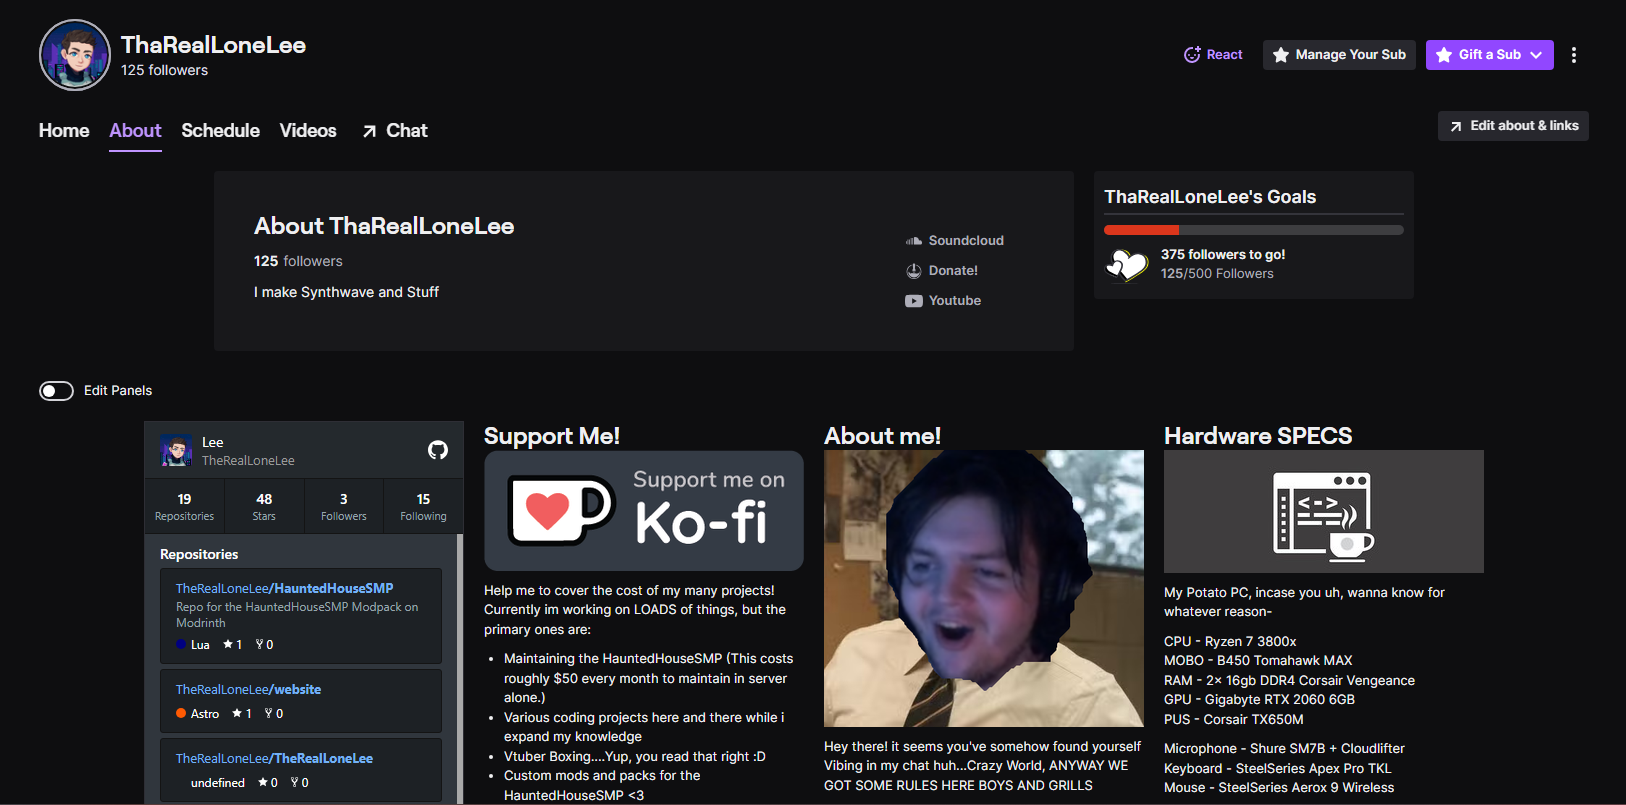 ThaRealLoneLee
125 followers
React
Manage Your Sub
Gift a Sub
Home
About
Schedule
Videos
Chat
Edit about & links
About ThaRealLoneLee
125 followers
I make Synthwave and Stuff
Soundcloud
Donate!
Youtube
ThaRealLoneLee's Goals
375 followers to go!
125/500 Followers
Edit Panels
Lee
TheRealLoneLee
19
Repositories
48
Stars
3
Followers
15
Following
Repositories
TheRealLoneLee/HauntedHouseSMP
Repo for the HauntedHouseSMP Modpack on
Modrinth
Lua 1 0
TheRealLoneLee/website
Astro 1 0
TheRealLoneLee/TheRealLoneLee
undefined 0 0
Support Me!
Support me on
Ko-fi
Help me to cover the cost of my many projects!
Currently im working on LOADS of things, but the
primary ones are:
• Maintaining the HauntedHouseSMP (This costs
roughly $50 every month to maintain in server
alone.)
• Various coding projects here and there while i
expand my knowledge
• Vtuber Boxing....Yup, you read that right :D
• Custom mods and packs for the
HauntedHouseSMP <3
About me!
Hey there! it seems you've somehow found yourself
Vibing in my chat huh...Crazy World, ANYWAY WE
GOT SOME RULES HERE BOYS AND GRILLS
Hardware SPECS
<->
My Potato PC, incase you uh, wanna know for
whatever reason-
CPU - Ryzen 7 3800x
MOBO - B450 Tomahawk MAX
RAM - 2x 16gb DDR4 Corsair Vengeance
GPU - Gigabyte RTX 2060 6GB
PUS - Corsair TX650M
Microphone - Shure SM7B + Cloudlifter
Keyboard - SteelSeries Apex Pro TKL
Mouse - SteelSeries Aerox 9 Wireless